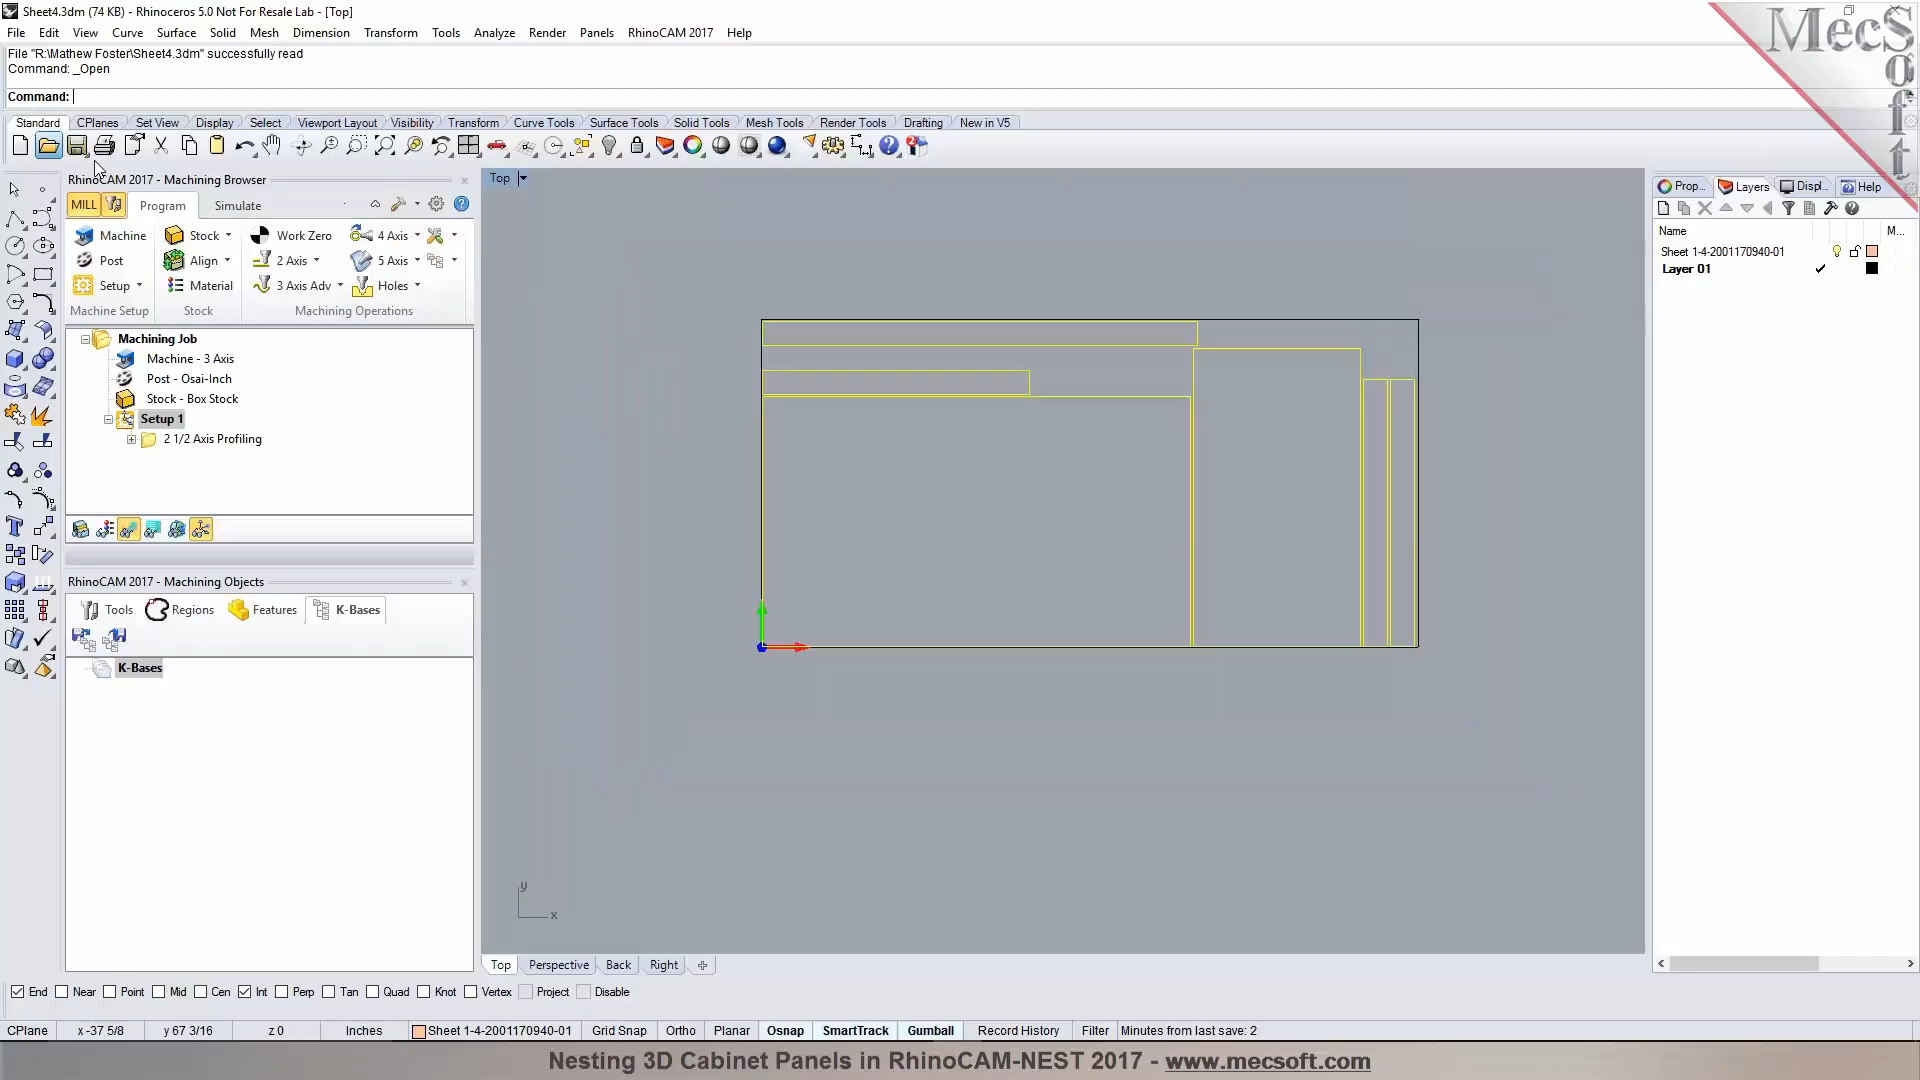 Sheet4.3dm (74 KB) - Rhinoceros 5.0 Not For Resale Lab - [Top]
File Edit View Curve Surface Solid Mesh Dimension Transform Tools Analyze Render Panels RhinoCAM 2017 Help
File "R:\Mathew Foster\Sheet4.3dm" successfully read
Command: _Open
Command:
Standard CPlanes Set View Display Select Viewport Layout Visibility Transform Curve Tools Surface Tools Solid Tools Mesh Tools Render Tools Drafting New in V5
MecSoft
RhinoCAM 2017 - Machining Browser
MILL Program Simulate
Machine Stock Work Zero 4 Axis
Post Align 2 Axis 5 Axis
Setup Material 3 Axis Adv Holes
Machine Setup Stock Machining Operations
Machining Job
Machine - 3 Axis
Post - Osai-Inch
Stock - Box Stock
Setup 1
2 1/2 Axis Profiling
RhinoCAM 2017 - Machining Objects
Tools Regions Features K-Bases
K-Bases
Top
y
x
Top Perspective Back Right
Prop... Layers Displ... Help
Name M...
Sheet 1-4-2001170940-01
Layer 01
End Near Point Mid Cen Int Perp Tan Quad Knot Vertex Project Disable
CPlane x -37 5/8 y 67 3/16 z 0 Inches Sheet 1-4-2001170940-01 Grid Snap Ortho Planar Osnap SmartTrack Gumball Record History Filter Minutes from last save: 2
Nesting 3D Cabinet Panels in RhinoCAM-NEST 2017 - www.mecsoft.com